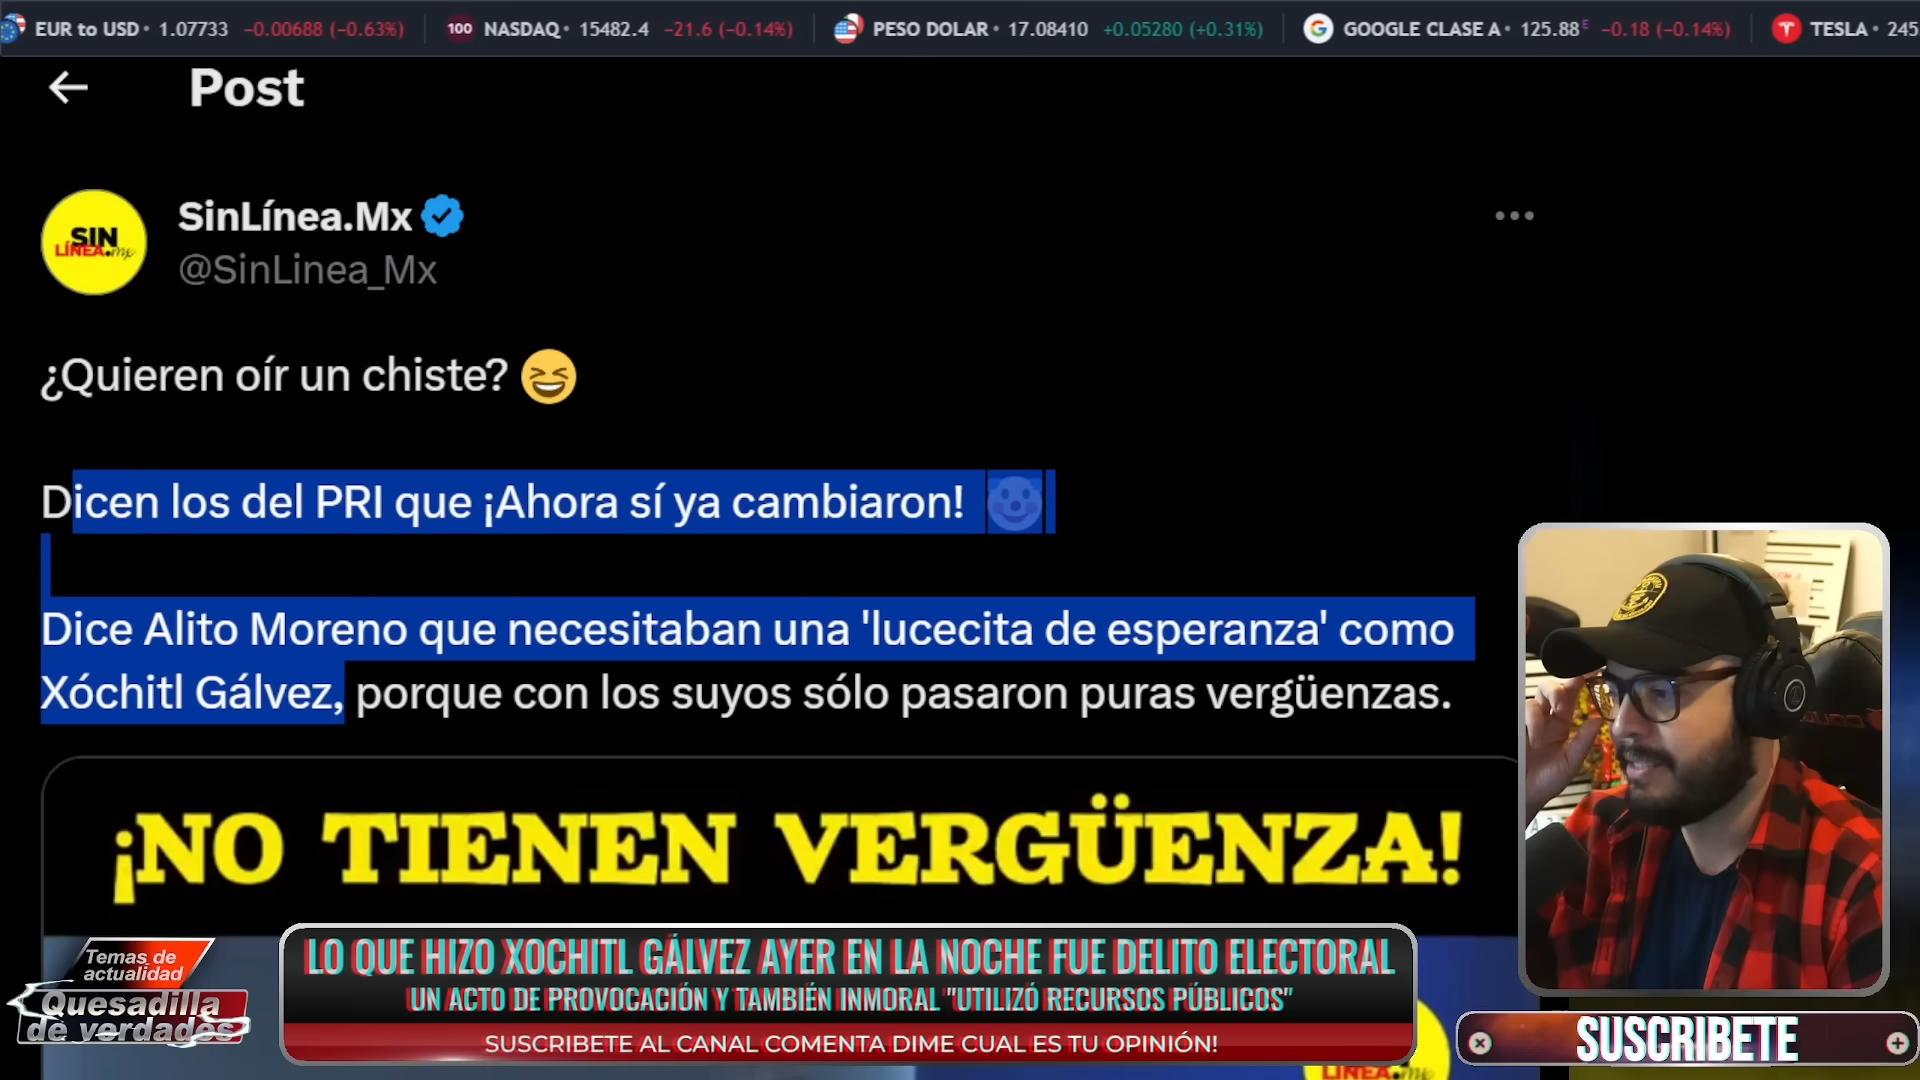 EUR to USD • 1.07733 −0.00688 (−0.63%) 100 NASDAQ • 15482.4 −21.6 (−0.14%) PESO DOLAR • 17.08410 +0.05280 (+0.31%) G GOOGLE CLASE A • 125.88 E −0.18 (−0.14%) TESLA • 245
Post
SIN
LÍNEA.mx
SinLínea.Mx
@SinLinea_Mx
¿Quieren oír un chiste? 😆
Dicen los del PRI que ¡Ahora sí ya cambiaron! 🤡
Dice Alito Moreno que necesitaban una 'lucecita de esperanza' como
Xóchitl Gálvez, porque con los suyos sólo pasaron puras vergüenzas.
¡NO TIENEN VERGÜENZA!
Temas de
actualidad
Quesadilla
de verdades
LO QUE HIZO XOCHITL GÁLVEZ AYER EN LA NOCHE FUE DELITO ELECTORAL
UN ACTO DE PROVOCACIÓN Y TAMBIÉN INMORAL "UTILIZÓ RECURSOS PÚBLICOS"
SUSCRIBETE AL CANAL COMENTA DIME CUAL ES TU OPINIÓN!
LÍNEA.mx
SUSCRIBETE